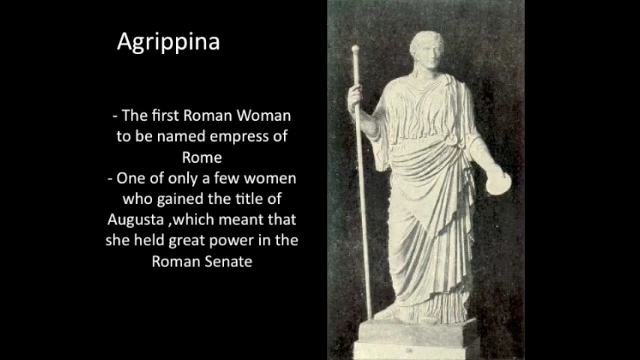 Agrippina
- The first Roman Woman
to be named empress of
Rome
- One of only a few women
who gained the title of
Augusta ,which meant that
she held great power in the
Roman Senate